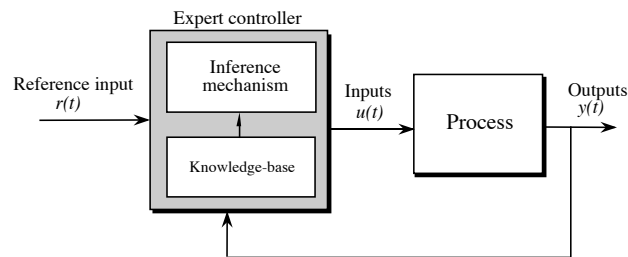 Expert controller
Reference input
r(t)
Inference
mechanism
Knowledge-base
Inputs
u(t)
Process
Outputs
y(t)